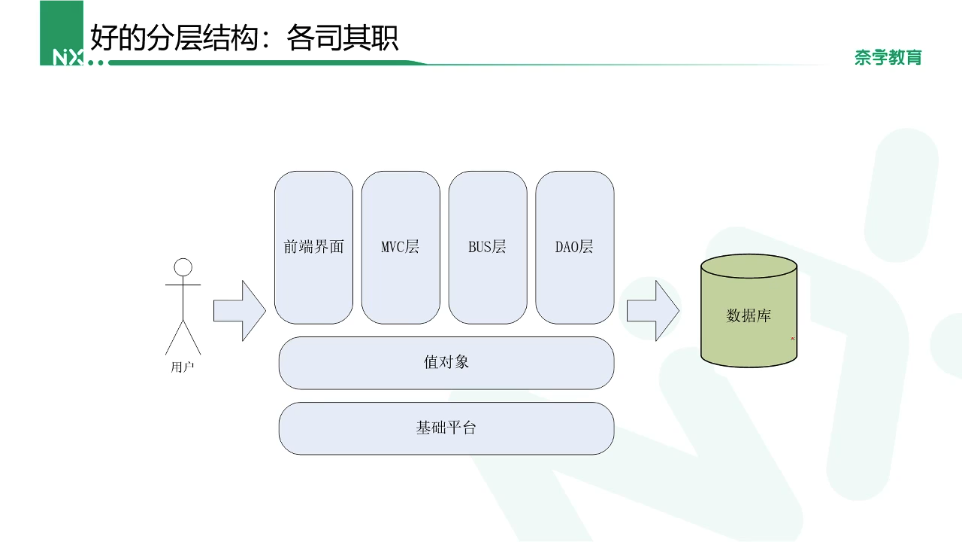 好的分层结构：各司其职
NX
奈学教育
前端界面
MVC层
BUS层
DAO层
数据库
用户
值对象
基础平台